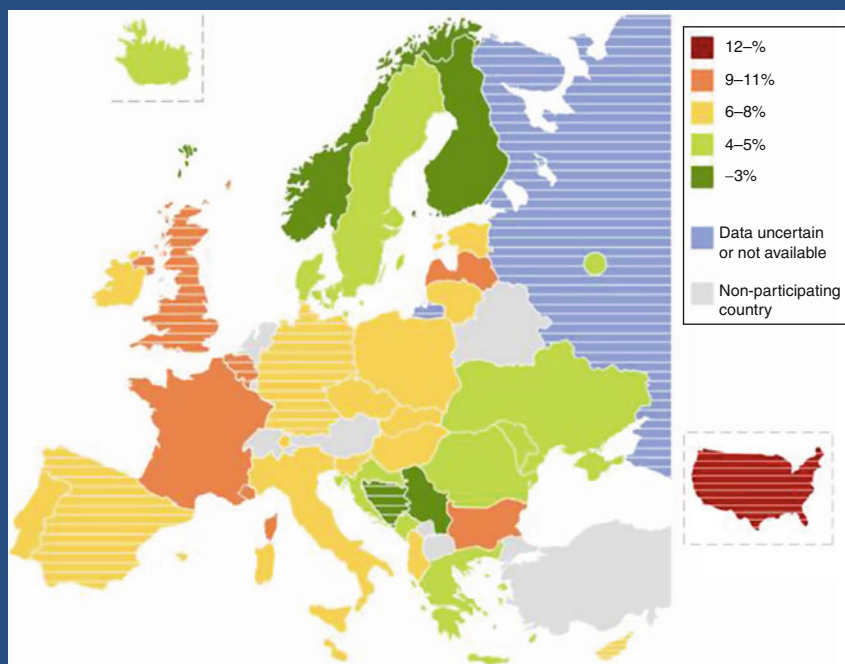 12–%
9–11%
6–8%
4–5%
–3%
Data uncertain
or not available
Non-participating
country